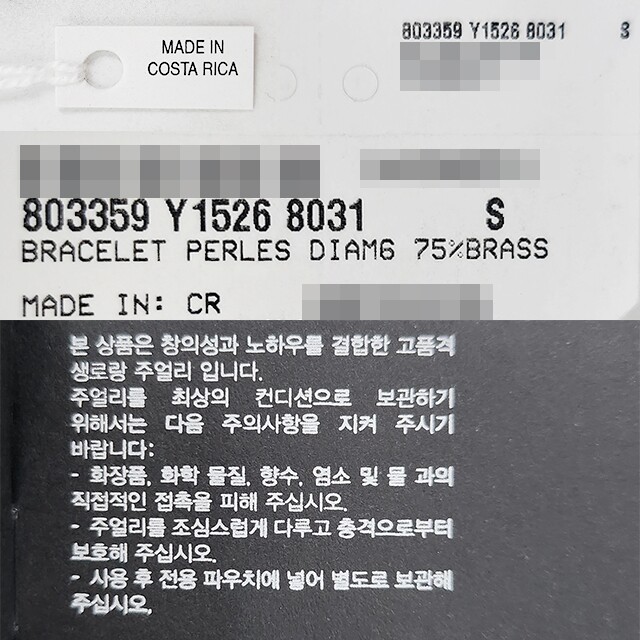 MADE IN
COSTA RICA
803359 Y1526 8031 S
803359 Y1526 8031 S
BRACELET PERLES DIAM6 75%BRASS
MADE IN: CR
본 상품은 창의성과 노하우를 결합한 고품격
생로랑 주얼리 입니다.
주얼리를 최상의 컨디션으로 보관하기
위해서는 다음 주의사항을 지켜 주시기
바랍니다:
- 화장품, 화학 물질, 향수, 염소 및 물 과의
직접적인 접촉을 피해 주십시오.
- 주얼리를 조심스럽게 다루고 충격으로부터
보호해 주십시오.
- 사용 후 전용 파우치에 넣어 별도로 보관해
주십시오.